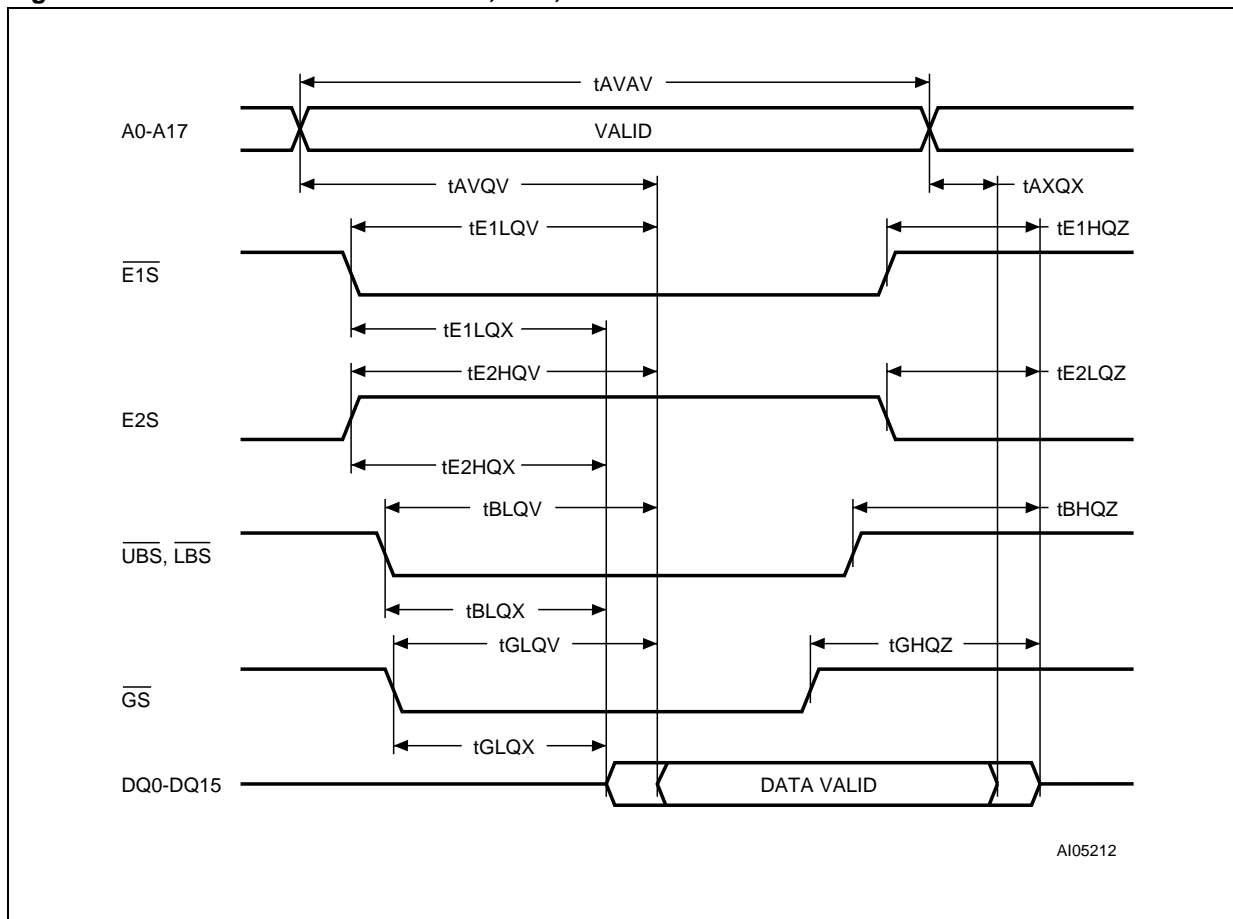 tAVAV
A0-A17
VALID
tAVQV
tAXQX
tE1LQV
tE1HQZ
E1S
tE1LQX
tE2HQV
tE2LQZ
E2S
tE2HQX
tBLQV
tBHQZ
UBS, LBS
tBLQX
tGLQV
tGHQZ
GS
tGLQX
DQ0-DQ15
DATA VALID
AI05212